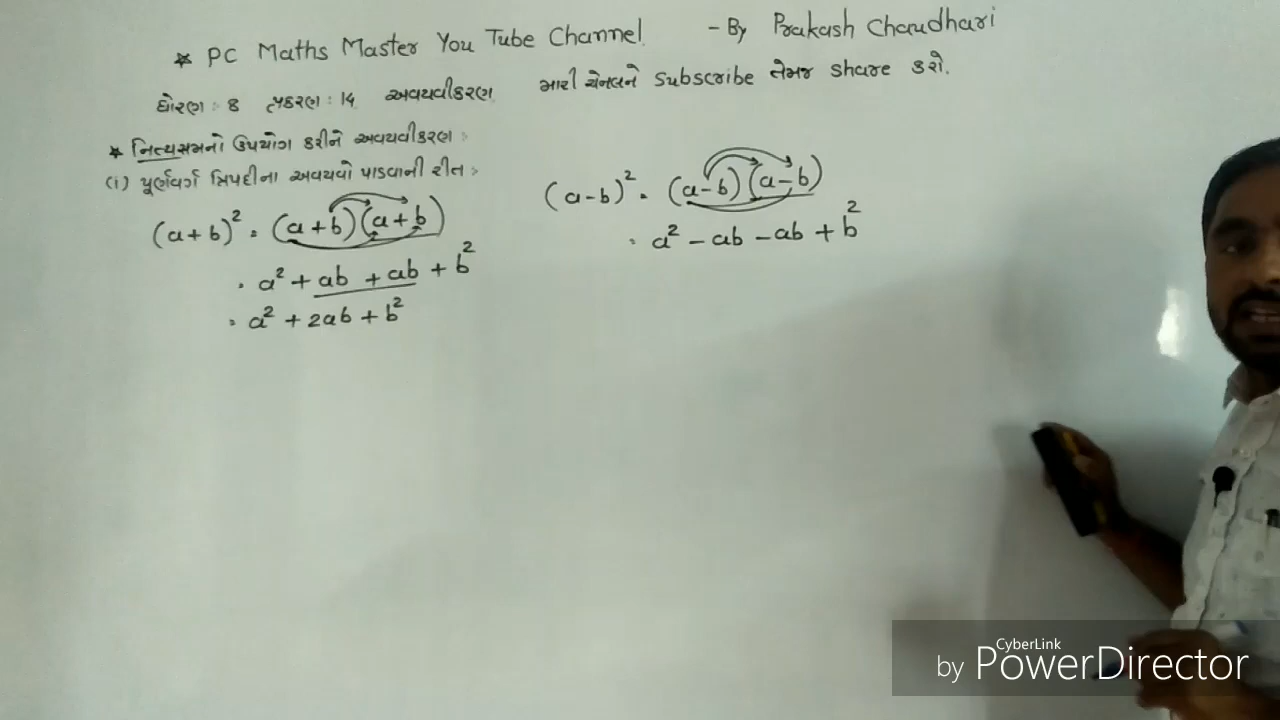 * PC Maths Master You Tube Channel. - By Prakash Chaudhari
ધોરણ : 8 પ્રકરણ : 14 અવયવીકરણ મારી ચેનલને Subscribe તેમજ share કરો.
* નિત્યસમનો ઉપયોગ કરીને અવયવીકરણ :
(i) પૂર્ણવર્ગ ત્રિપદીના અવયવો પાડવાની રીત :
(a+b)² = (a+b)(a+b)
= a² + ab + ab + b²
= a² + 2ab + b²
(a-b)² = (a-b)(a-b)
= a² - ab - ab + b²
CyberLink
by PowerDirector